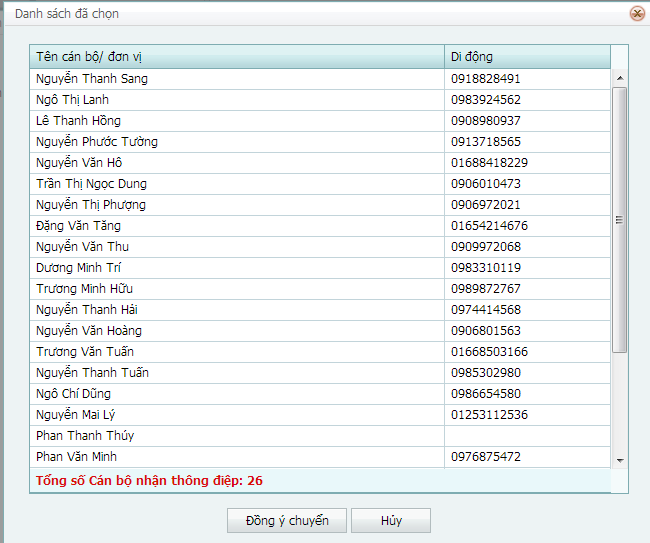 Danh sách đã chọn
Tên cán bộ/ đơn vị Di động
Nguyễn Thanh Sang 0918828491
Ngô Thị Lanh 0983924562
Lê Thanh Hồng 0908980937
Nguyễn Phước Tường 0913718565
Nguyễn Văn Hô 01688418229
Trần Thị Ngọc Dung 0906010473
Nguyễn Thị Phượng 0906972021
Đặng Văn Tăng 01654214676
Nguyễn Văn Thu 0909972068
Dương Minh Trí 0983310119
Trương Minh Hữu 0989872767
Nguyễn Thanh Hải 0974414568
Nguyễn Văn Hoàng 0906801563
Trương Văn Tuấn 01668503166
Nguyễn Thanh Tuấn 0985302980
Ngô Chí Dũng 0986654580
Nguyễn Mai Lý 01253112536
Phan Thanh Thúy
Phan Văn Minh 0976875472
Tổng số Cán bộ nhận thông điệp: 26
Đồng ý chuyển Hủy